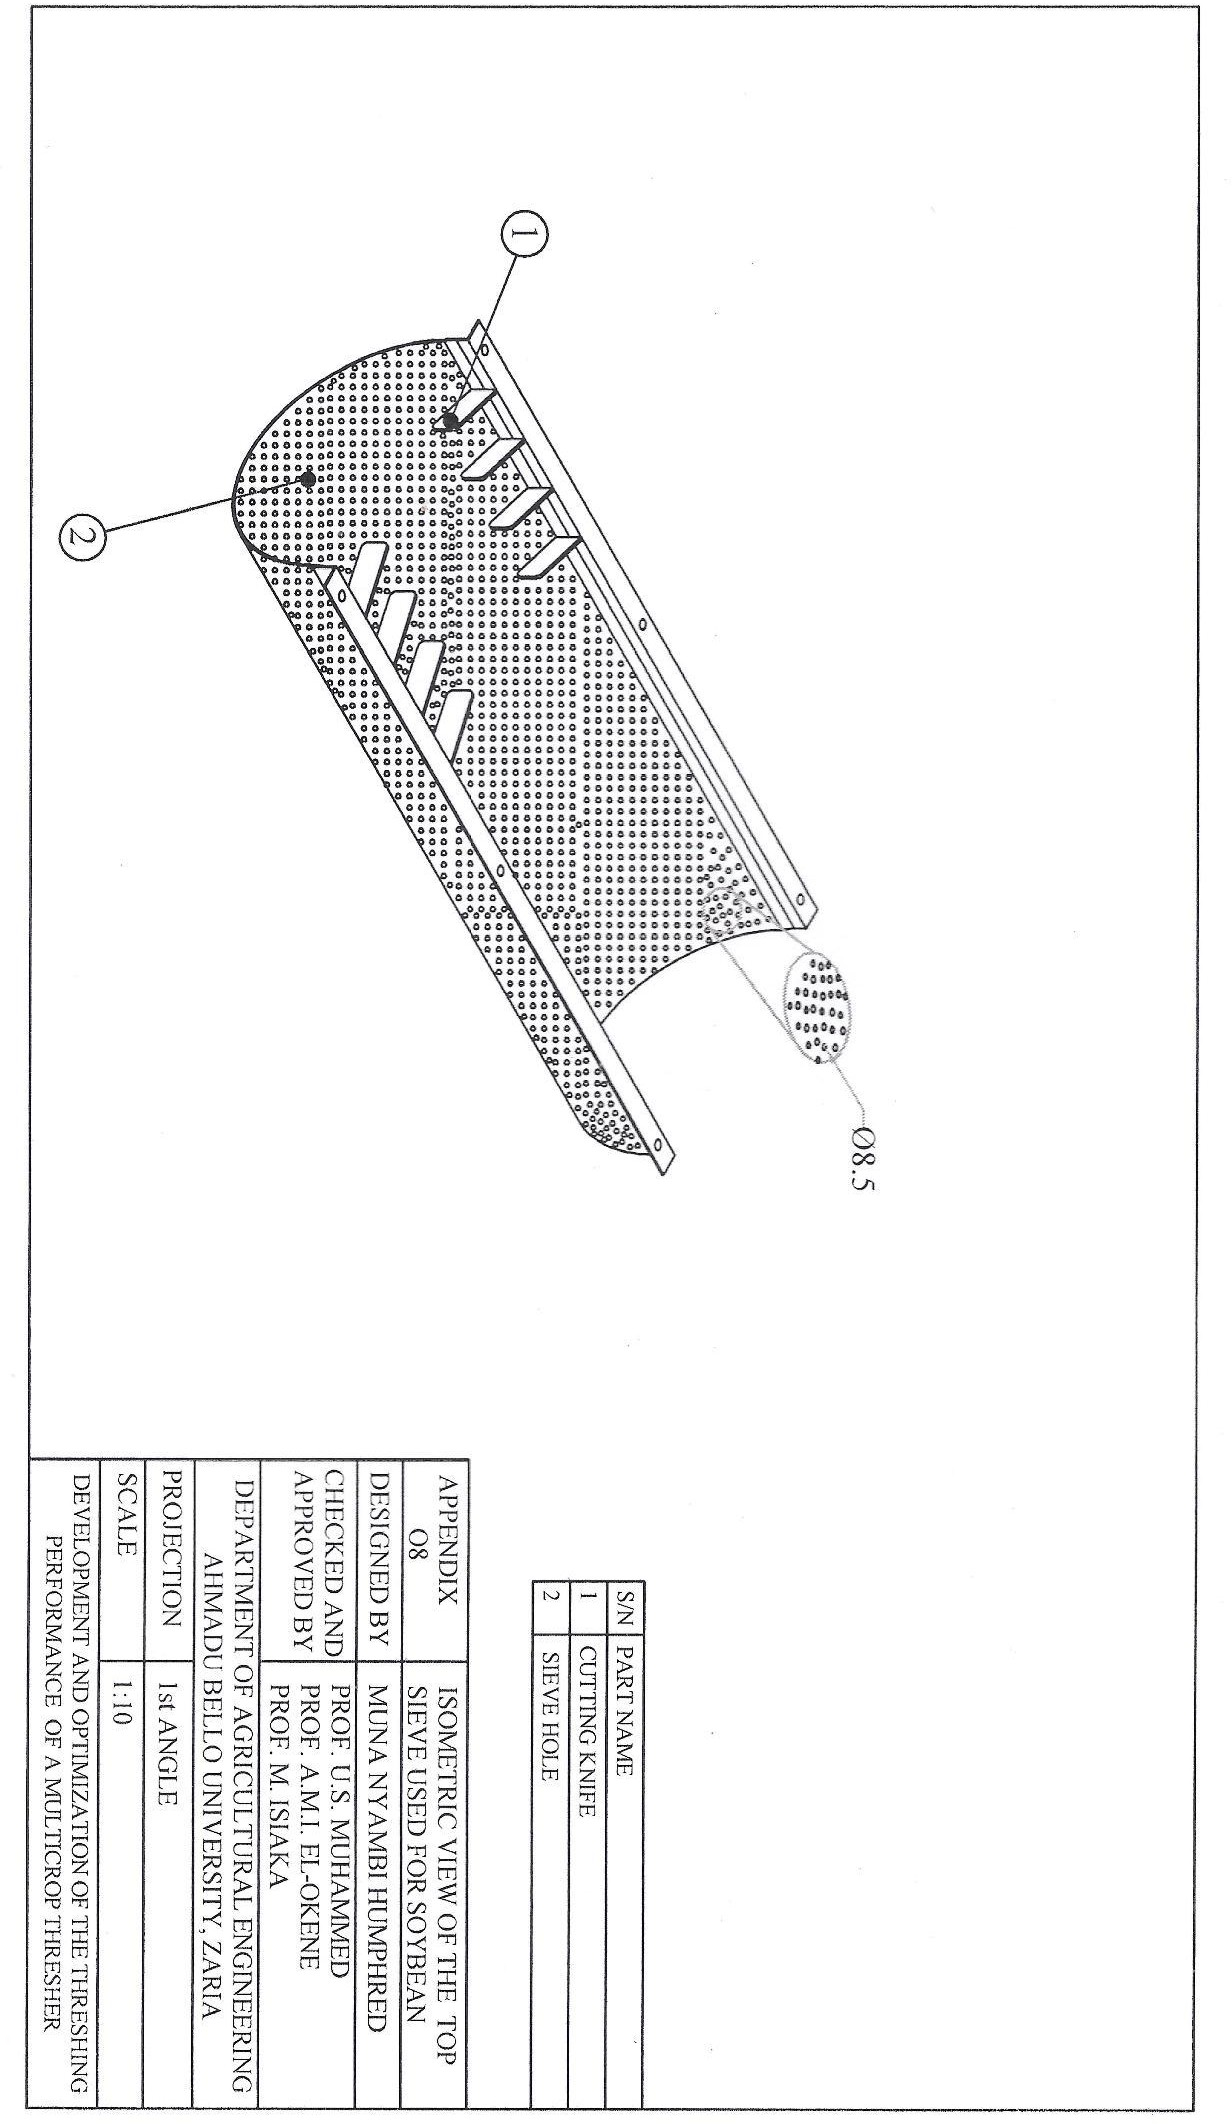 1
2
Ø8.5
S/N PART NAME
1 CUTTING KNIFE
2 SIEVE HOLE
APPENDIX
O8
ISOMETRIC VIEW OF THE TOP
SIEVE USED FOR SOYBEAN
DESIGNED BY
MUNA NYAMBI HUMPHRED
CHECKED AND
APPROVED BY
PROF. U.S. MUHAMMED
PROF. A.M.I. EL-OKENE
PROF. M. ISIAKA
DEPARTMENT OF AGRICULTURAL ENGINEERING
AHMADU BELLO UNIVERSITY, ZARIA
PROJECTION
1st ANGLE
SCALE
1:10
DEVELOPMENT AND OPTIMIZATION OF THE THRESHING
PERFORMANCE OF A MULTICROP THRESHER